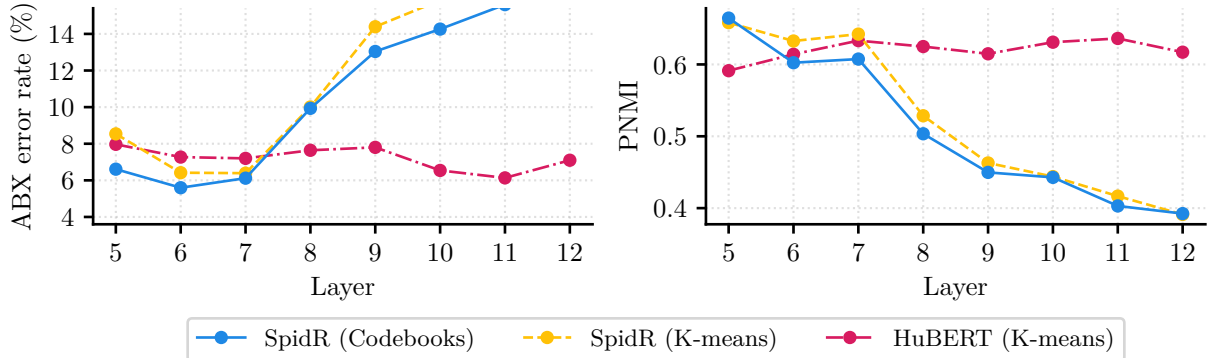 ABX error rate (%)
14
12
10
8
6
4
5 6 7 8 9 10 11 12
Layer
PNMI
0.6
0.5
0.4
5 6 7 8 9 10 11 12
Layer
SpidR (Codebooks) SpidR (K-means) HuBERT (K-means)